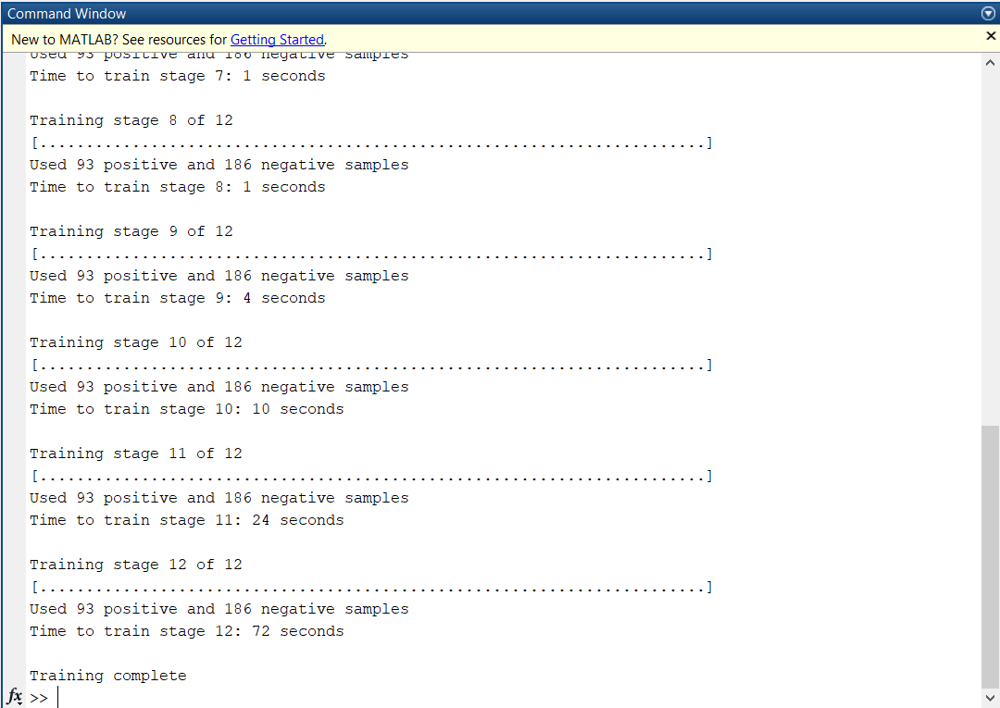 Command Window
New to MATLAB? See resources for Getting Started.
Used 93 positive and 186 negative samples
Time to train stage 7: 1 seconds
Training stage 8 of 12
[........................................................................]
Used 93 positive and 186 negative samples
Time to train stage 8: 1 seconds
Training stage 9 of 12
[........................................................................]
Used 93 positive and 186 negative samples
Time to train stage 9: 4 seconds
Training stage 10 of 12
[........................................................................]
Used 93 positive and 186 negative samples
Time to train stage 10: 10 seconds
Training stage 11 of 12
[........................................................................]
Used 93 positive and 186 negative samples
Time to train stage 11: 24 seconds
Training stage 12 of 12
[........................................................................]
Used 93 positive and 186 negative samples
Time to train stage 12: 72 seconds
Training complete
fx >>